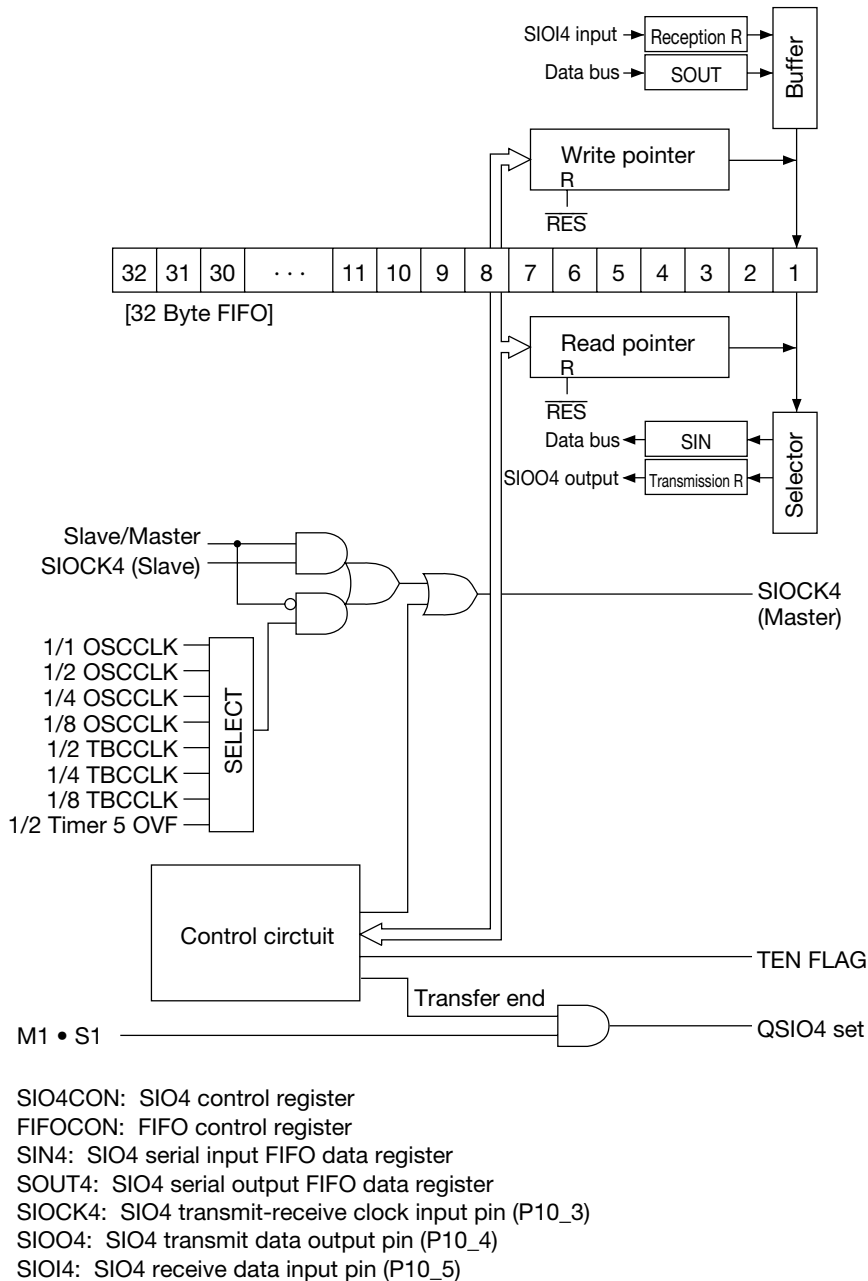 SIOI4 input
Reception R
Data bus
SOUT
Buffer
Write pointer
R
RES
32 31 30 · · · 11 10 9 8 7 6 5 4 3 2 1
[32 Byte FIFO]
Read pointer
R
RES
Data bus
SIN
SIOO4 output
Transmission R
Selector
Slave/Master
SIOCK4 (Slave)
SIOCK4
(Master)
1/1 OSCCLK
1/2 OSCCLK
1/4 OSCCLK
1/8 OSCCLK
1/2 TBCCLK
1/4 TBCCLK
1/8 TBCCLK
1/2 Timer 5 OVF
SELECT
Control circtuit
TEN FLAG
Transfer end
M1 • S1
QSIO4 set
SIO4CON: SIO4 control register
FIFOCON: FIFO control register
SIN4: SIO4 serial input FIFO data register
SOUT4: SIO4 serial output FIFO data register
SIOCK4: SIO4 transmit-receive clock input pin (P10_3)
SIOO4: SIO4 transmit data output pin (P10_4)
SIOI4: SIO4 receive data input pin (P10_5)